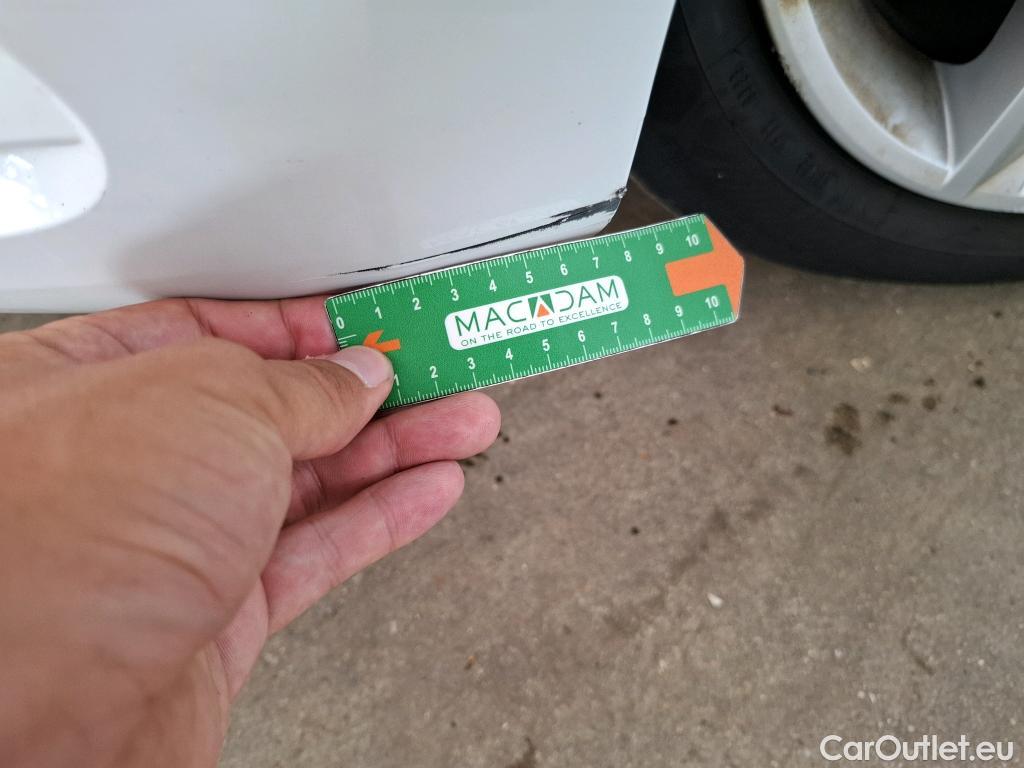 0 1 2 3 4 5 6 7 8 9 10
MACADAM
ON THE ROAD TO EXCELLENCE
1 2 3 4 5 6 7 8 9 10
CarOutlet.eu